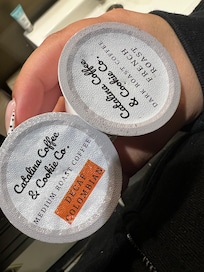 Catalina Coffee
& Cookie Co.
DARK ROAST COFFEE
FRENCH
ROAST
Catalina Coffee
& Cookie Co.
MEDIUM ROAST COFFEE
DECAF
COLOMBIAN